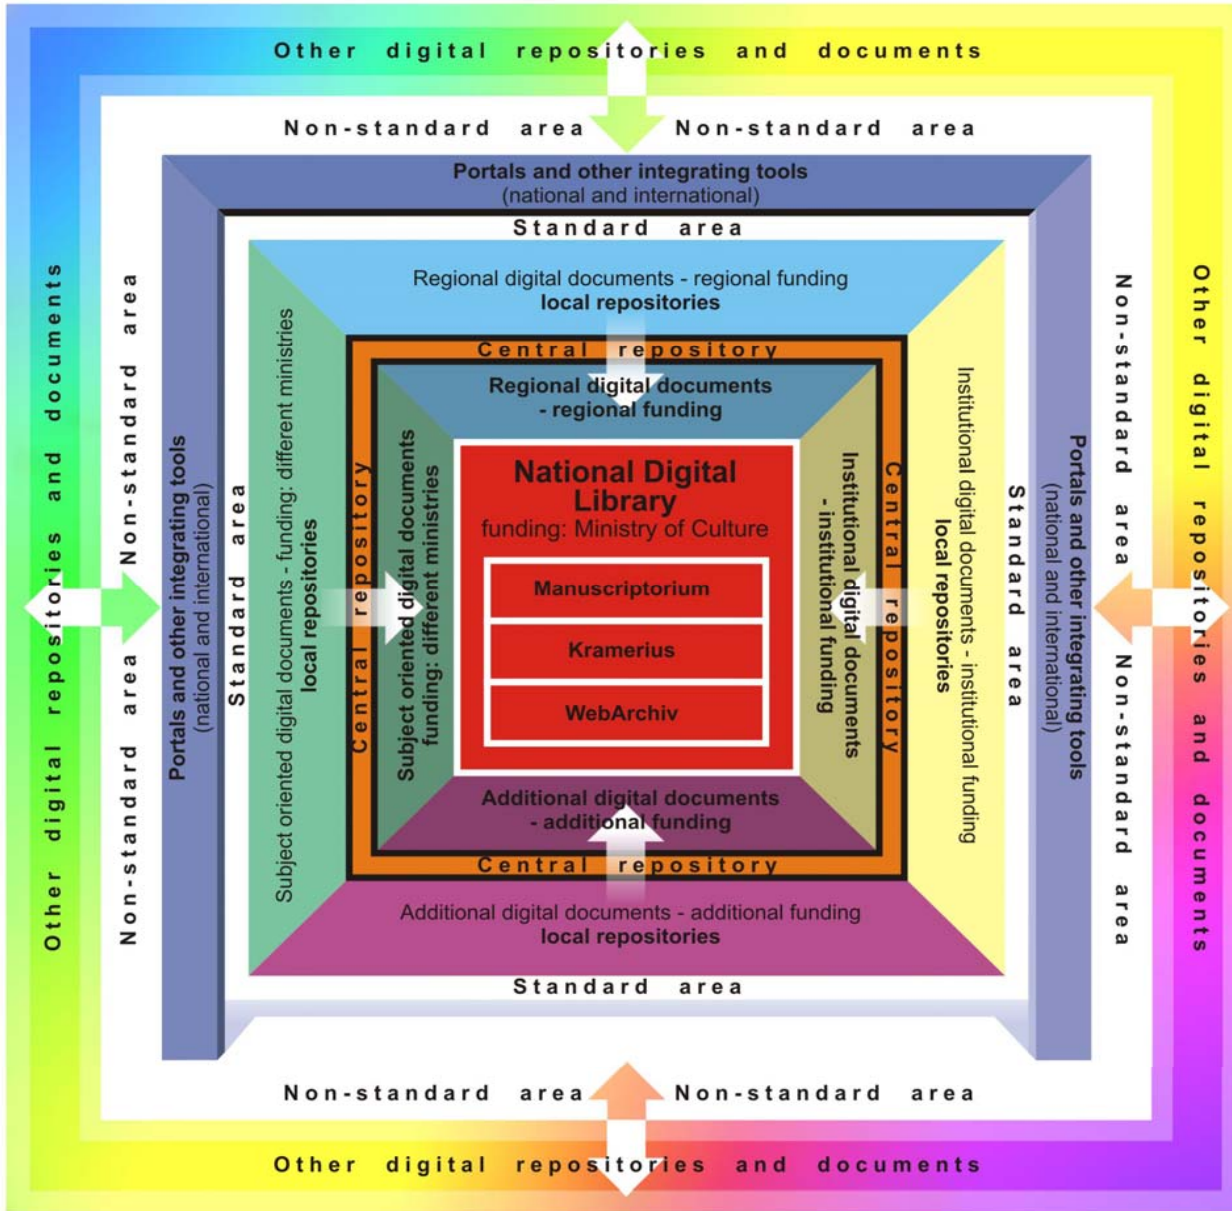 Other digital repositories and documents
Non-standard area
Non-standard area
Portals and other integrating tools
(national and international)
Standard area
Regional digital documents - regional funding
local repositories
Central repository
Regional digital documents
- regional funding
Other digital repositories and documents
Non-standard area
Non-standard area
Portals and other integrating tools
(national and international)
Standard area
Subject oriented digital documents - funding: different ministries
local repositories
Central repository
Subject oriented digital documents
funding: different ministries
National Digital
Library
funding: Ministry of Culture
Manuscriptorium
Kramerius
WebArchiv
Institutional digital documents
- institutional funding
Central repository
Institutional digital documents - institutional funding
local repositories
Standard area
Portals and other integrating tools
(national and international)
Non-standard area
Non-standard area
Other digital repositories and documents
Additional digital documents
- additional funding
Central repository
Additional digital documents - additional funding
local repositories
Standard area
Non-standard area
Non-standard area
Other digital repositories and documents